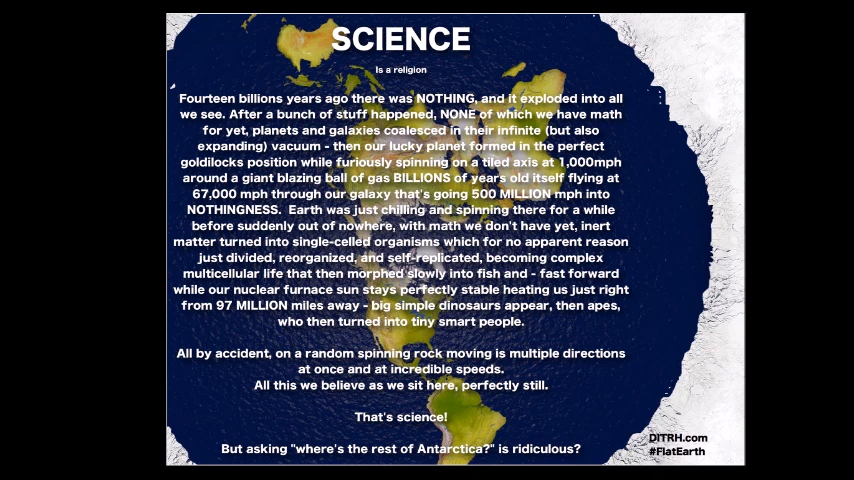 SCIENCE
Is a religion
Fourteen billions years ago there was NOTHING, and it exploded into all
we see. After a bunch of stuff happened, NONE of which we have math
for yet, planets and galaxies coalesced in their infinite (but also
expanding) vacuum - then our lucky planet formed in the perfect
goldilocks position while furiously spinning on a tiled axis at 1,000mph
around a giant blazing ball of gas BILLIONS of years old itself flying at
67,000 mph through our galaxy that's going 500 MILLION mph into
NOTHINGNESS. Earth was just chilling and spinning there for a while
before suddenly out of nowhere, with math we don't have yet, inert
matter turned into single-celled organisms which for no apparent reason
just divided, reorganized, and self-replicated, becoming complex
multicellular life that then morphed slowly into fish and - fast forward
while our nuclear furnace sun stays perfectly stable heating us just right
from 97 MILLION miles away - big simple dinosaurs appear, then apes,
who then turned into tiny smart people.
All by accident, on a random spinning rock moving is multiple directions
at once and at incredible speeds.
All this we believe as we sit here, perfectly still.
That's science!
But asking "where's the rest of Antarctica?" is ridiculous?
DITRH.com
#FlatEarth